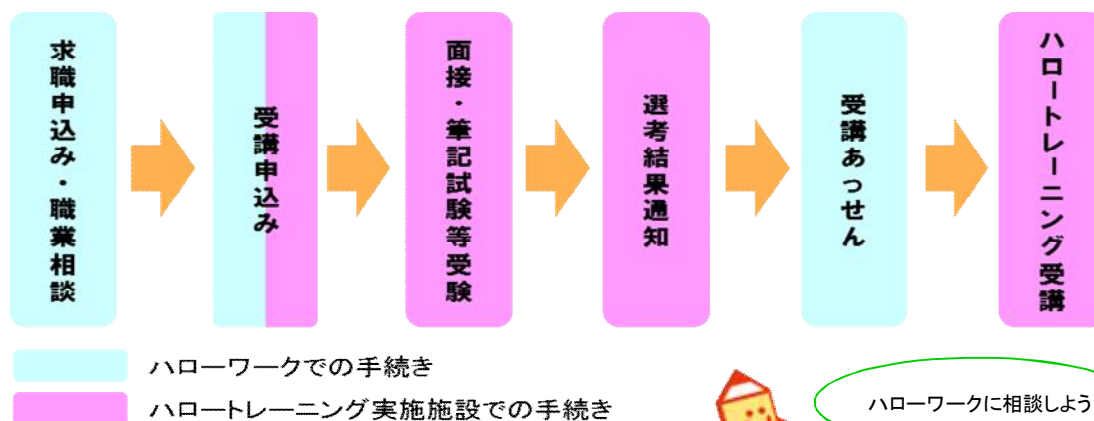 求職申込み・職業相談
受講申込み
面接・筆記試験等受験
選考結果通知
受講あっせん
ハロートレーニング受講
ハローワークでの手続き
ハロートレーニング実施施設での手続き
ハローワークに相談しよう